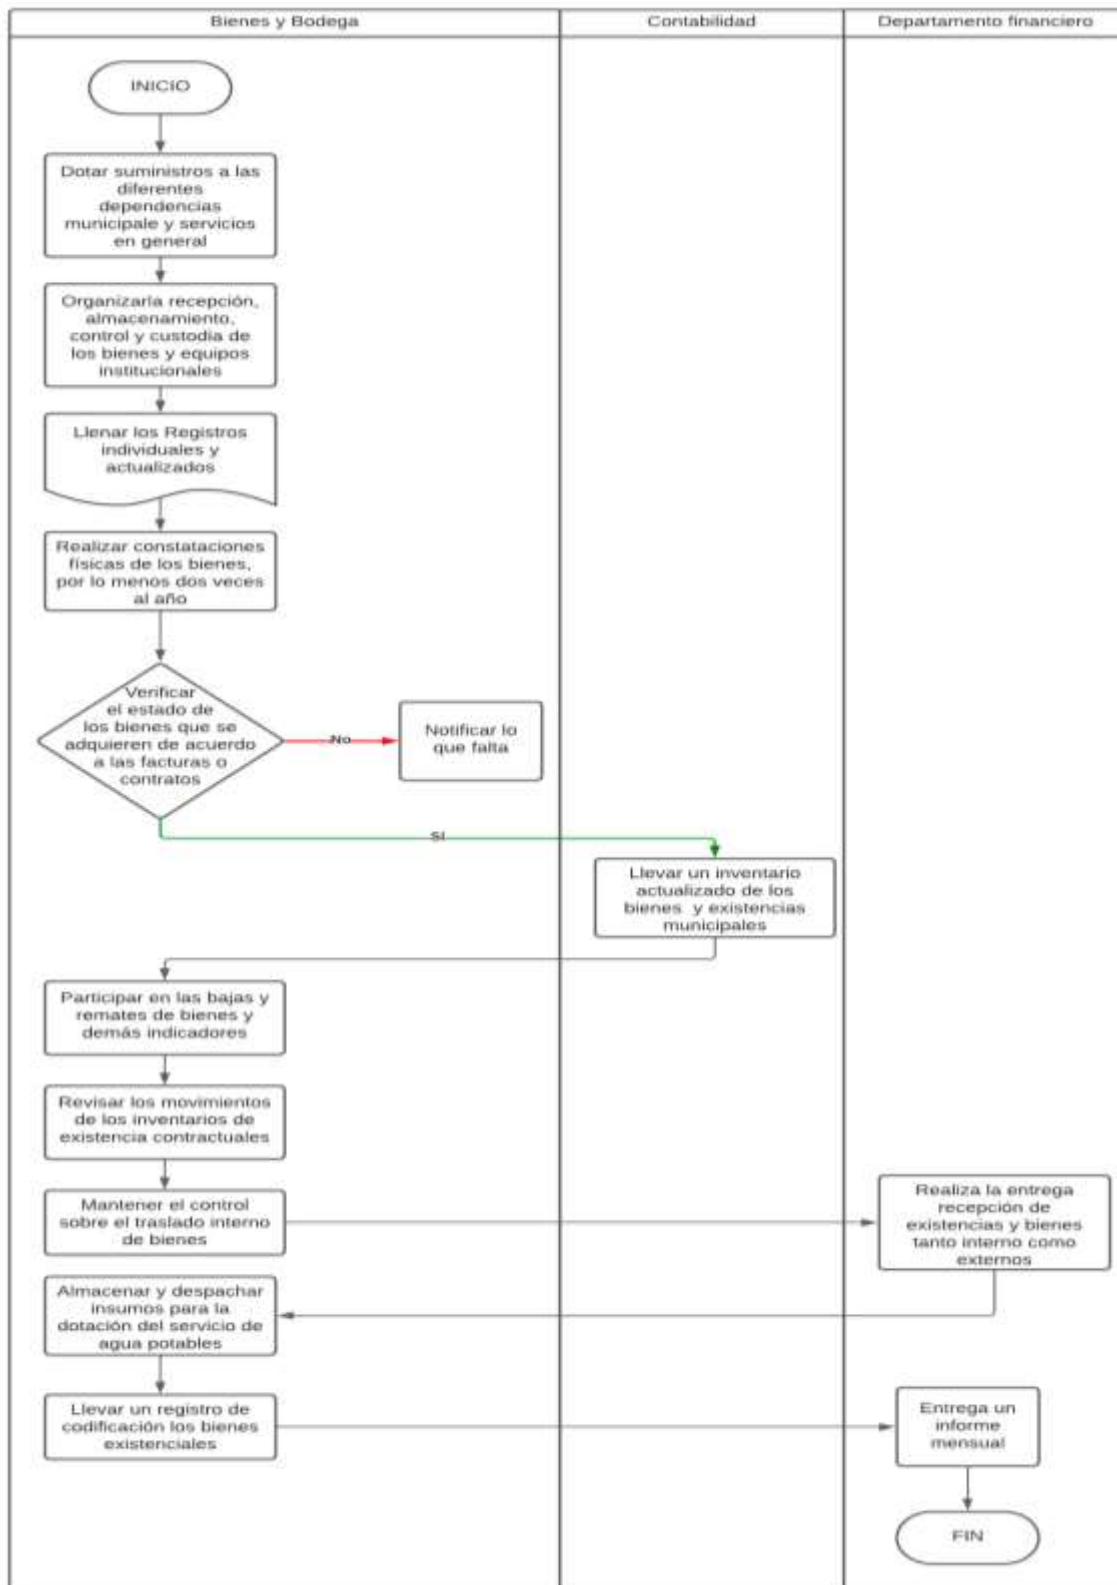 Bienes y Bodega
Contabilidad
Departamento financiero
INICIO
Dotar suministros a las
diferentes
dependencias
municipale y servicios
en general
Organizarla recepción,
almacenamiento,
control y custodia de
los bienes y equipos
institucionales
Llenar los Registros
individuales y
actualizados
Realizar constataciones
físicas de los bienes,
por lo menos dos veces
al año
Verificar
el estado de
los bienes que se
adquieren de acuerdo
a las facturas o
contratos
No
Notificar lo
que falta
SI
Llevar un inventario
actualizado de los
bienes y existencias
municipales
Participar en las bajas y
remates de bienes y
demás indicadores
Revisar los movimientos
de los inventarios de
existencia contractuales
Mantener el control
sobre el traslado interno
de bienes
Realiza la entrega
recepción de
existencias y bienes
tanto interno como
externos
Almacenar y despachar
insumos para la
dotación del servicio de
agua potables
Llevar un registro de
codificación los bienes
existenciales
Entrega un
informe
mensual
FIN